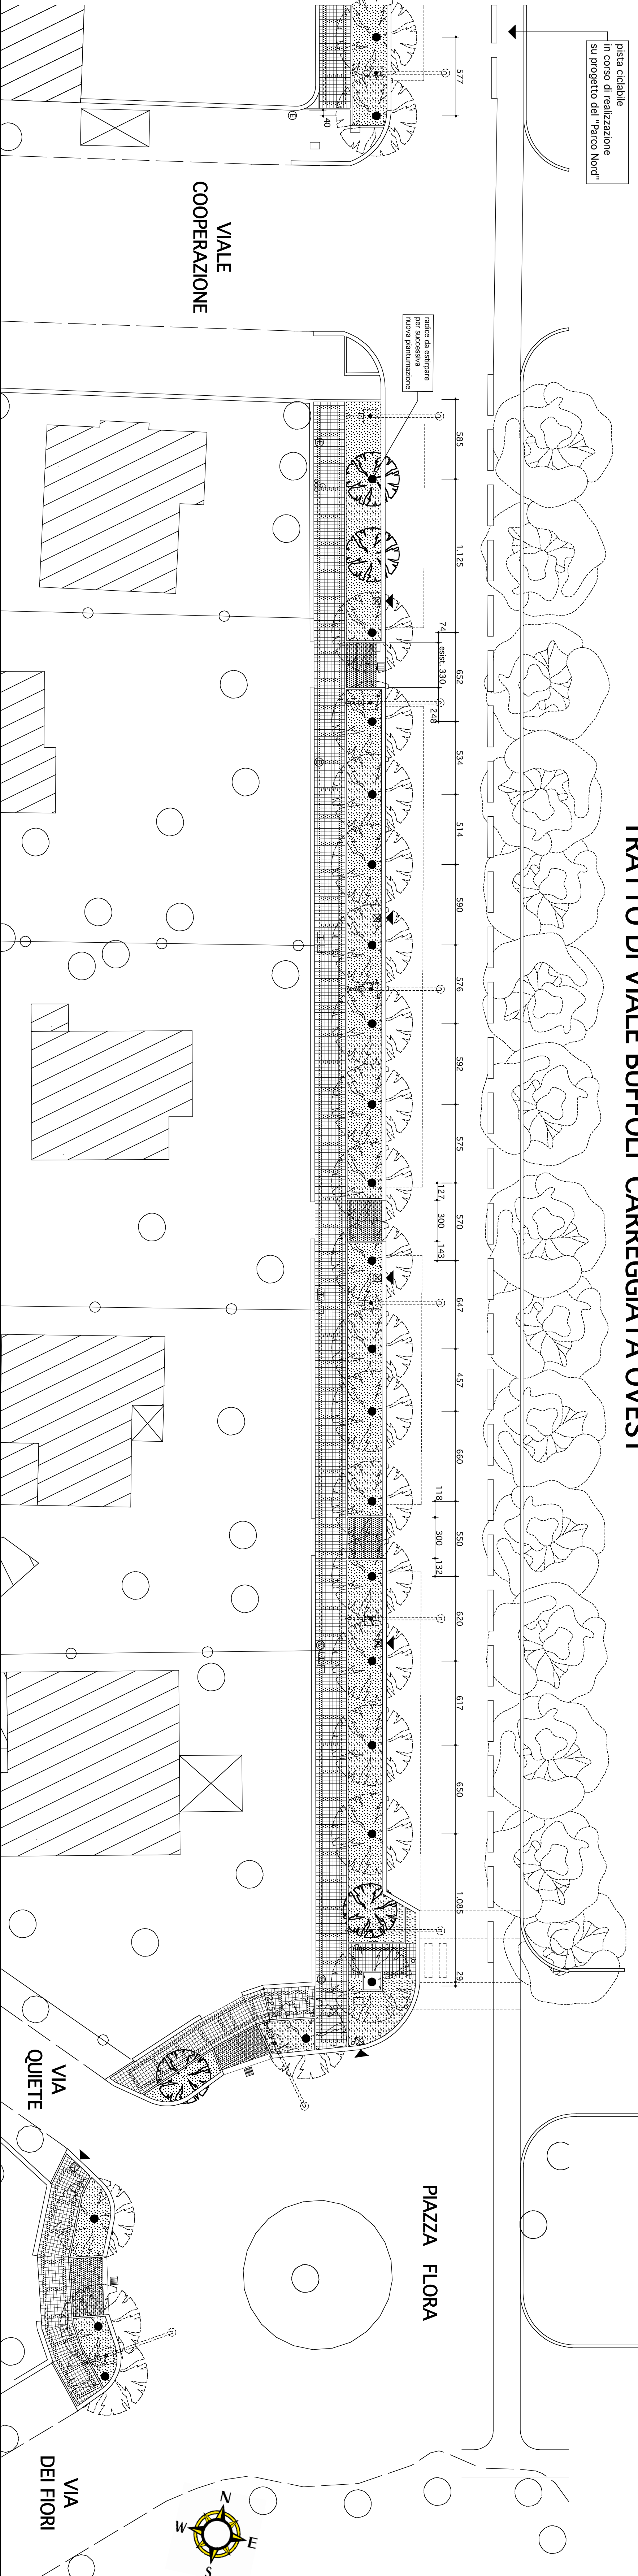 TRATTO DI VIALE BUFFOLI CARREGGIATA OVEST
pista ciclabile
in corso di realizzazione
su progetto del "Parco Nord"
577
40
E
VIALE
COOPERAZIONE
radice da estirpare
per successiva
nuova piantumazione
585
1.125
74
esist. 330
652
248
534
514
590
576
592
575
127
300
570
143
647
457
660
118
300
550
132
620
617
650
1.085
29
VIA
QUIETE
PIAZZA FLORA
VIA
DEI FIORI
N
W
E
S